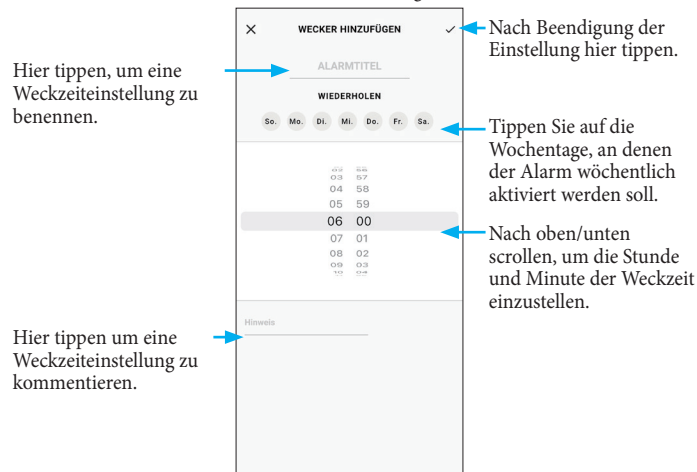 WECKER HINZUFÜGEN
Nach Beendigung der
Einstellung hier tippen.
Hier tippen, um eine
Weckzeiteinstellung zu
benennen.
ALARMTITEL
WIEDERHOLEN
So. Mo. Di. Mi. Do. Fr. Sa.
Tippen Sie auf die
Wochentage, an denen
der Alarm wöchentlich
aktiviert werden soll.
03 57
04 58
05 59
06 00
07 01
08 02
09 03
10 04
Nach oben/unten
scrollen, um die Stunde
und Minute der Weckzeit
einzustellen.
Hinweis
Hier tippen um eine
Weckzeiteinstellung zu
kommentieren.